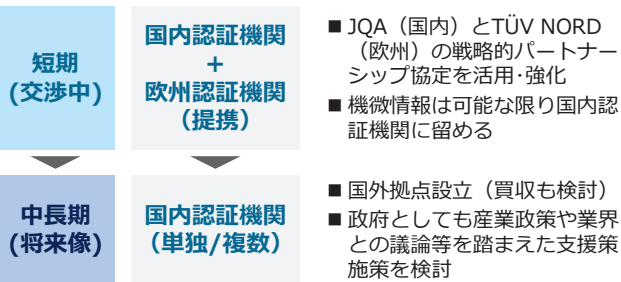 短期
(交渉中)
国内認証機関
+
欧州認証機関
（提携）
■ JQA（国内）とTÜV NORD
（欧州）の戦略的パートナー
シップ協定を活用･強化
■ 機微情報は可能な限り国内認
証機関に留める
中長期
(将来像)
国内認証機関
（単独/複数）
■ 国外拠点設立（買収も検討）
■ 政府としても産業政策や業界
との議論等を踏まえた支援策
施策を検討